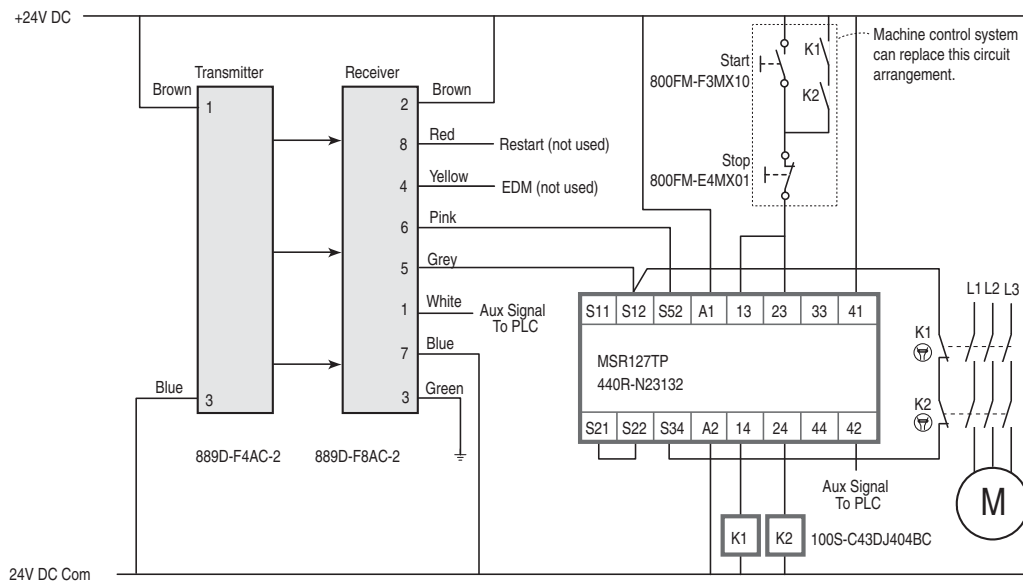 +24V DC
Machine control system
can replace this circuit
arrangement.
Start
800FM-F3MX10
K1
K2
Stop
800FM-E4MX01
Transmitter
Receiver
Brown
1
2
Brown
8
Red
Restart (not used)
4
Yellow
EDM (not used)
6
Pink
5
Grey
1
White
Aux Signal
To PLC
7
Blue
3
Green
Blue
3
889D-F4AC-2
889D-F8AC-2
S11 S12 S52 A1 13 23 33 41
MSR127TP
440R-N23132
S21 S22 S34 A2 14 24 44 42
L1 L2 L3
K1
K2
M
Aux Signal
To PLC
K1
K2
100S-C43DJ404BC
24V DC Com